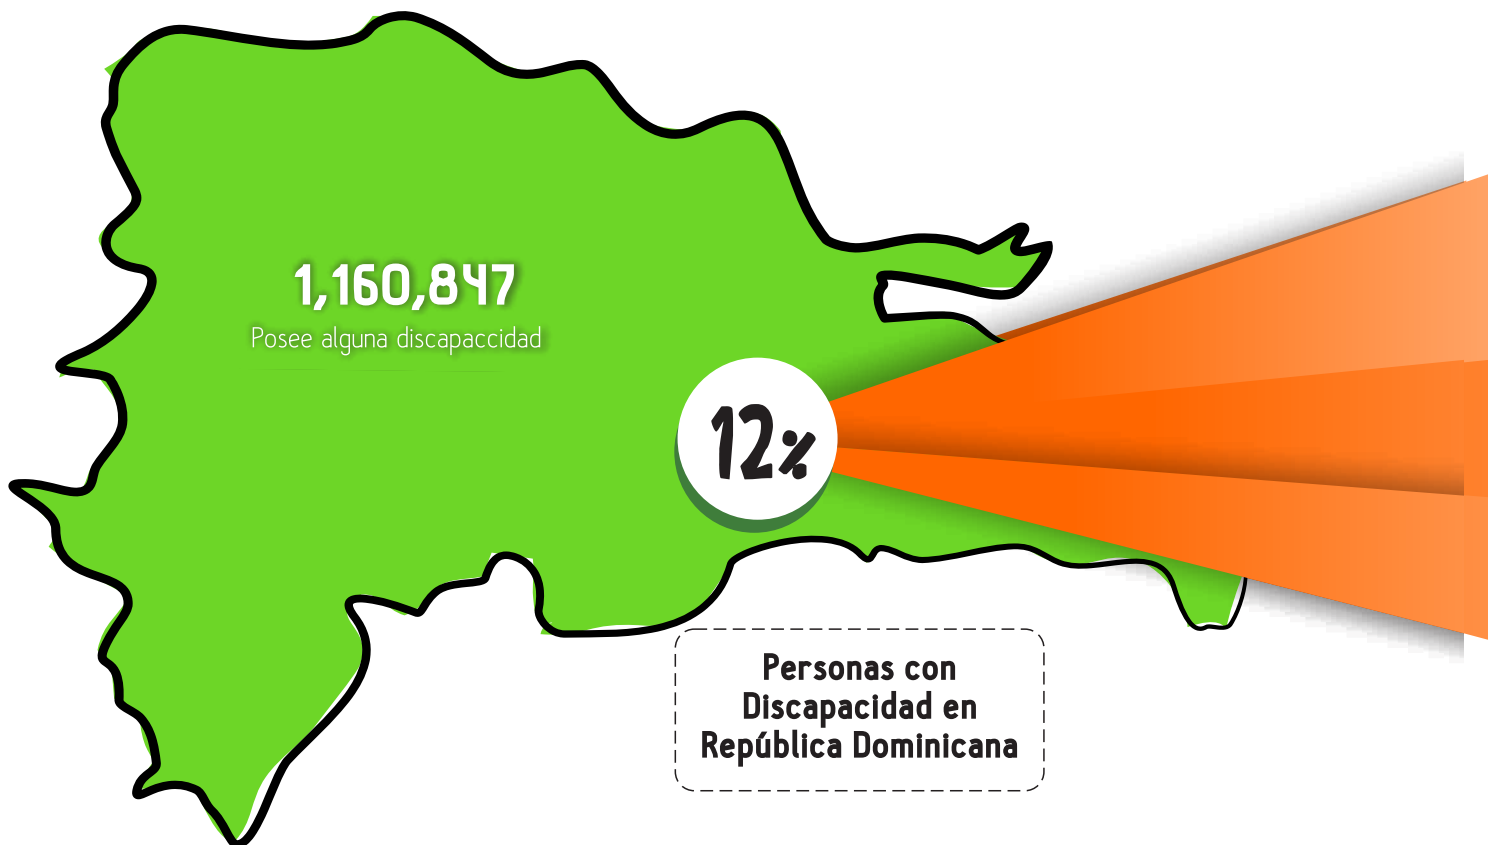 1,160,847
Posee alguna discapaccidad
12%
Personas con
Discapacidad en
República Dominicana